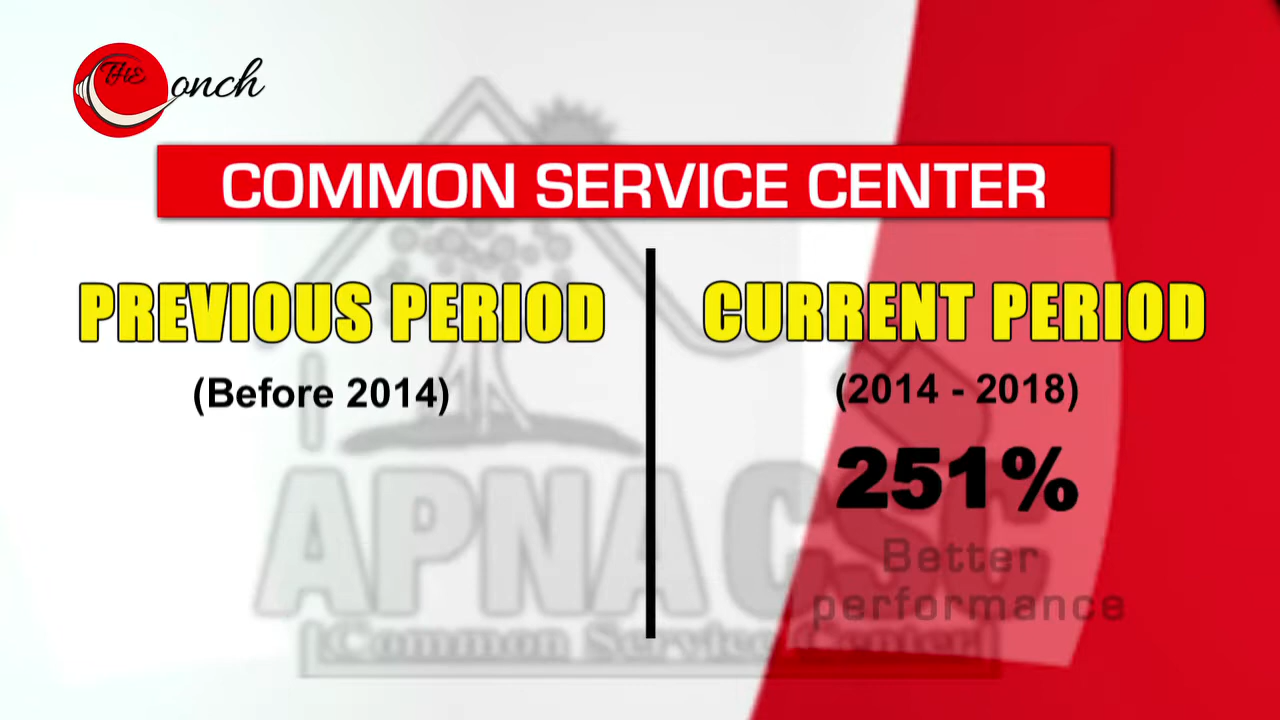 THE Conch
COMMON SERVICE CENTER
PREVIOUS PERIOD
(Before 2014)
CURRENT PERIOD
(2014 - 2018)
251%
Better
performance
APNA CSC
Common Service Center